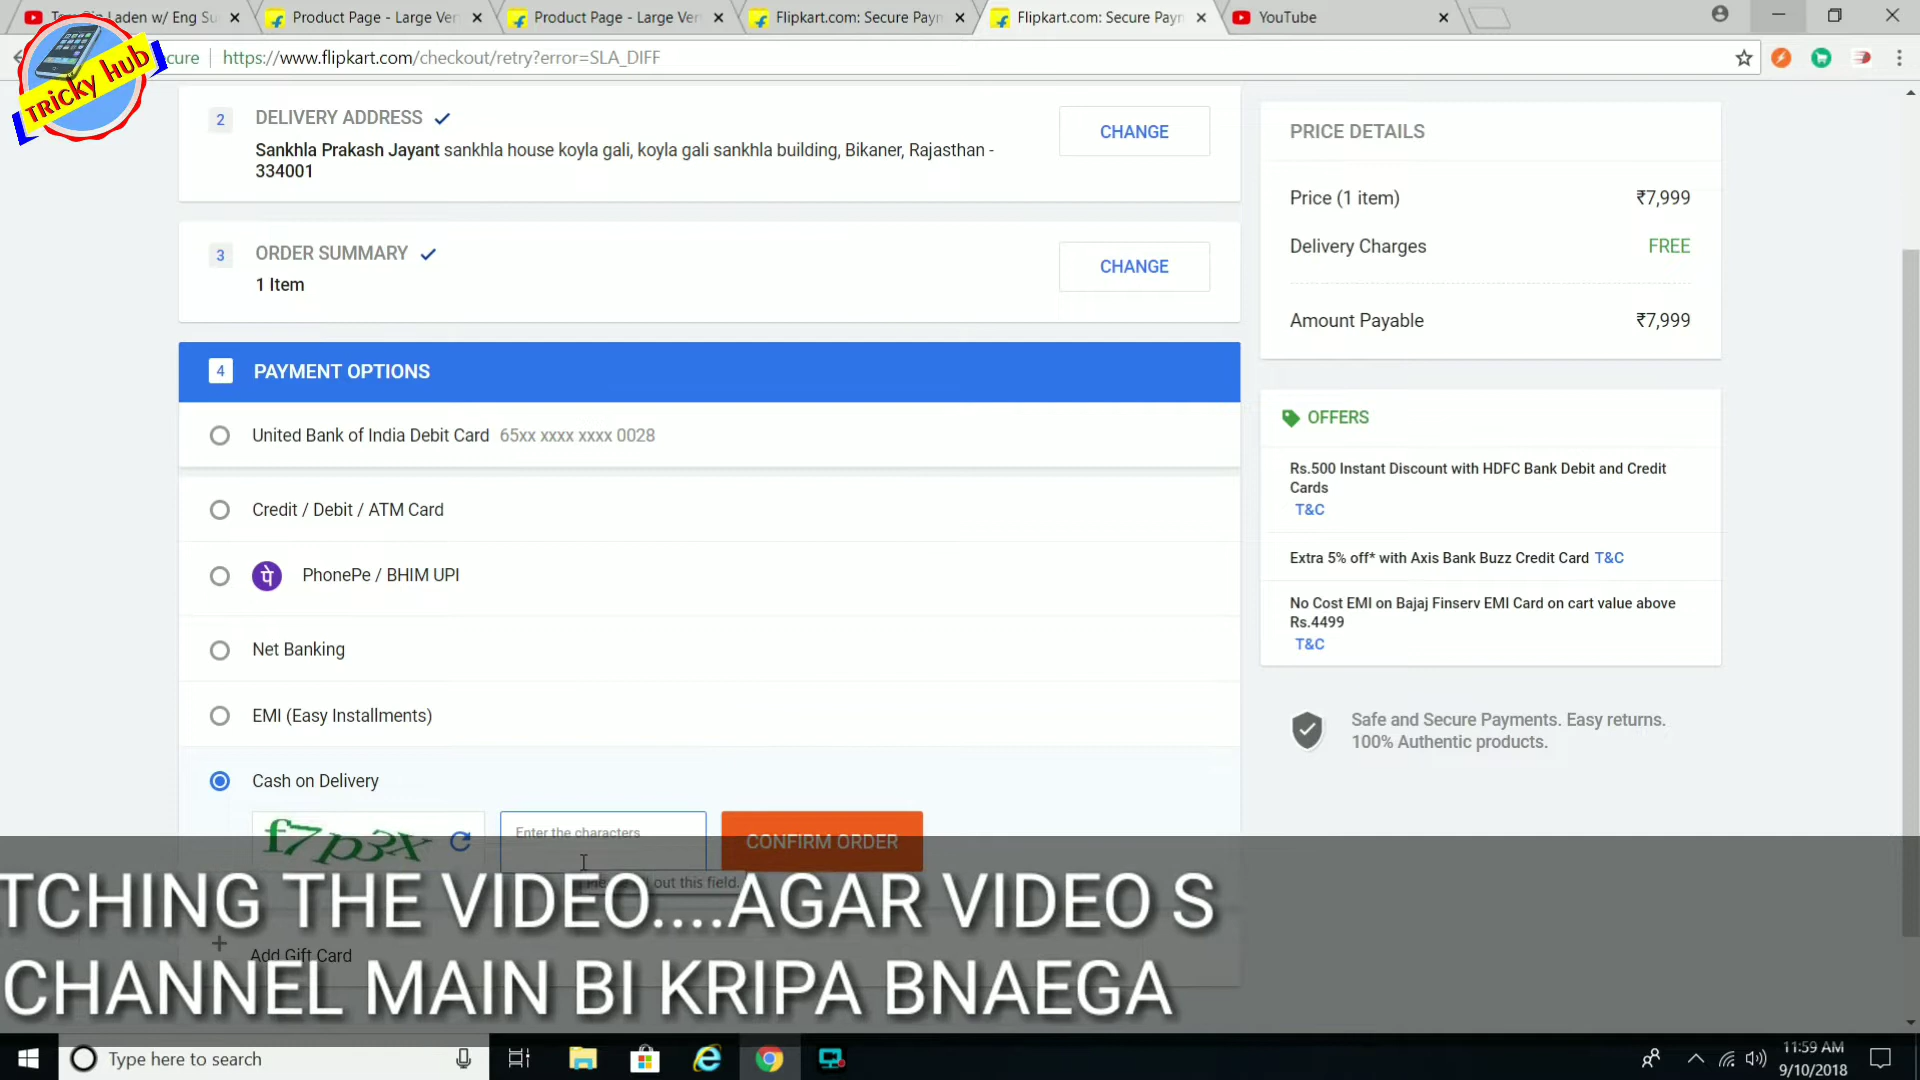 Product Page - Large Ver
Product Page - Large Ver
Flipkart.com: Secure Payn
Flipkart.com: Secure Payn
YouTube
Tricky hub
cure
https://www.flipkart.com/checkout/retry?error=SLA_DIFF
2 DELIVERY ADDRESS
CHANGE
Sankhla Prakash Jayant sankhla house koyla gali, koyla gali sankhla building, Bikaner, Rajasthan -
334001
3 ORDER SUMMARY
CHANGE
1 Item
4 PAYMENT OPTIONS
United Bank of India Debit Card 65xx xxxx xxxx 0028
Credit / Debit / ATM Card
पे PhonePe / BHIM UPI
Net Banking
EMI (Easy Installments)
Cash on Delivery
f7p3x
Enter the characters
CONFIRM ORDER
out this field.
Add Gift Card
PRICE DETAILS
Price (1 item) ₹7,999
Delivery Charges FREE
Amount Payable ₹7,999
OFFERS
Rs.500 Instant Discount with HDFC Bank Debit and Credit
Cards
T&C
Extra 5% off* with Axis Bank Buzz Credit Card T&C
No Cost EMI on Bajaj Finserv EMI Card on cart value above
Rs.4499
T&C
Safe and Secure Payments. Easy returns.
100% Authentic products.
TCHING THE VIDEO....AGAR VIDEO S
CHANNEL MAIN BI KRIPA BNAEGA
Type here to search
11:59 AM
9/10/2018